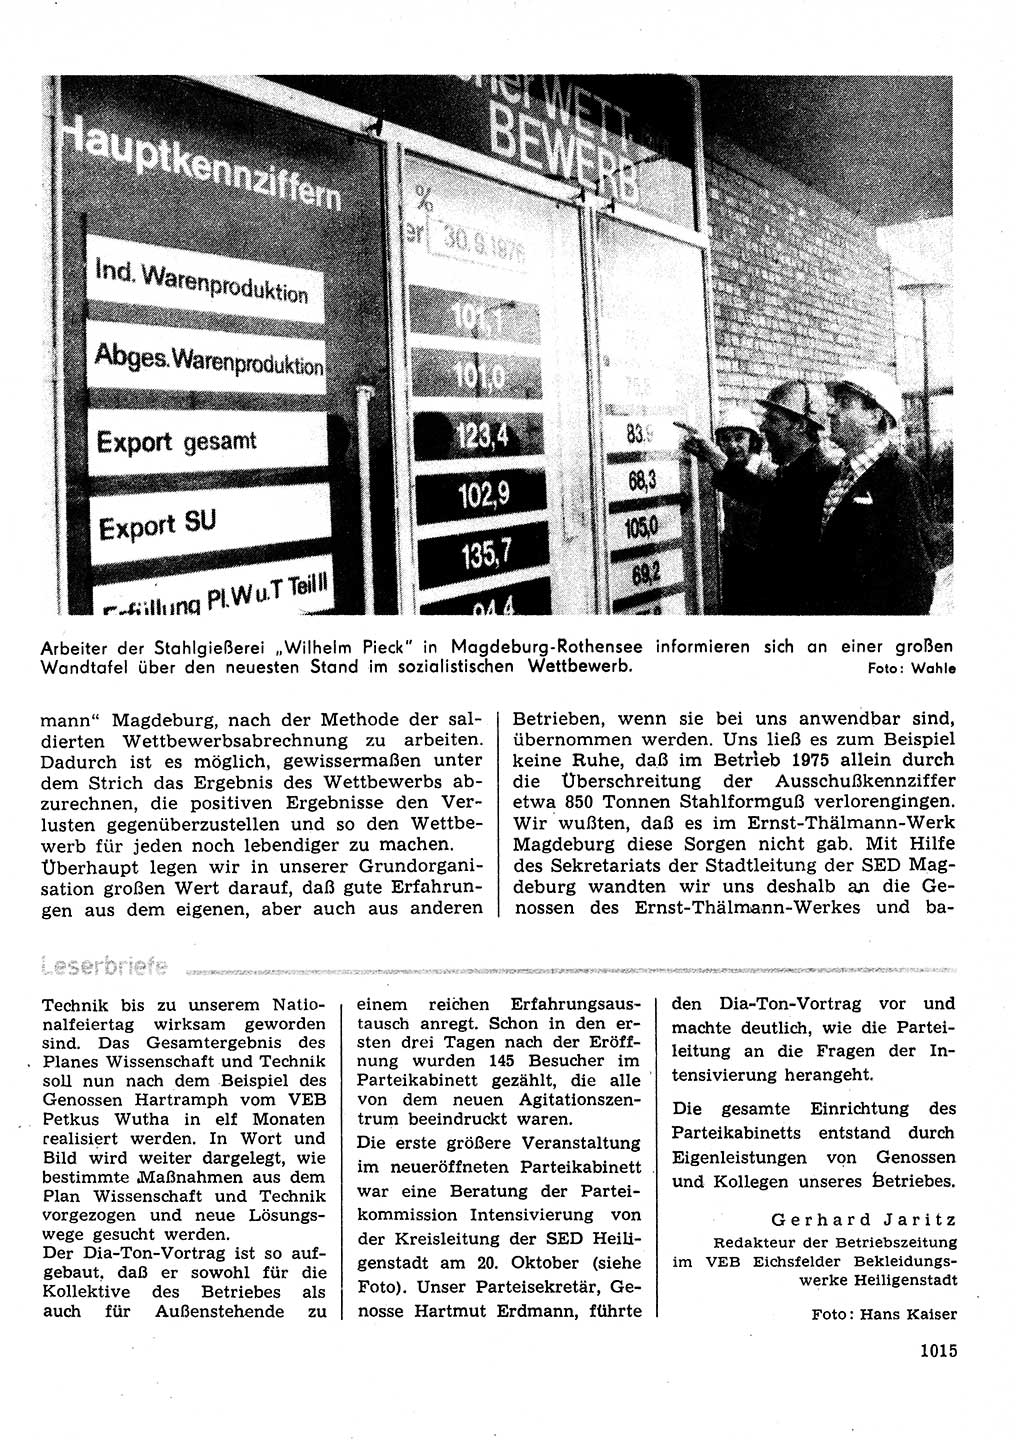 WETT.
BEWERB
Hauptkennziffern
%
30.9.1976
Ind. Warenproduktion
101,1
Abges. Warenproduktion
101,0
Export gesamt
123,4
83,9
Export SU
102,9
68,3
135,7
105,0
Erfüllung Pl. W u. T Teil II
69,2
Arbeiter der Stahlgießerei „Wilhelm Pieck“ in Magdeburg-Rothensee informieren sich an einer großen
Wandtafel über den neuesten Stand im sozialistischen Wettbewerb.
Foto: Wahle
mann“ Magdeburg, nach der Methode der sal-
dierten Wettbewerbsabrechnung zu arbeiten.
Dadurch ist es möglich, gewissermaßen unter
dem Strich das Ergebnis des Wettbewerbs ab-
zurechnen, die positiven Ergebnisse den Ver-
lusten gegenüberzustellen und so den Wettbe-
werb für jeden noch lebendiger zu machen.
Überhaupt legen wir in unserer Grundorgani-
sation großen Wert darauf, daß gute Erfahrun-
gen aus dem eigenen, aber auch aus anderen
Betrieben, wenn sie bei uns anwendbar sind,
übernommen werden. Uns ließ es zum Beispiel
keine Ruhe, daß im Betrieb 1975 allein durch
die Überschreitung der Ausschußkennziffer
etwa 850 Tonnen Stahlformguß verlorengingen.
Wir wußten, daß es im Ernst-Thälmann-Werk
Magdeburg diese Sorgen nicht gab. Mit Hilfe
des Sekretariats der Stadtleitung der SED Mag-
deburg wandten wir uns deshalb an die Ge-
nossen des Ernst-Thälmann-Werkes und ba-
Leserbriefe
Technik bis zu unserem Natio-
nalfeiertag wirksam geworden
sind. Das Gesamtergebnis des
Planes Wissenschaft und Technik
soll nun nach dem Beispiel des
Genossen Hartramph vom VEB
Petkus Wutha in elf Monaten
realisiert werden. In Wort und
Bild wird weiter dargelegt, wie
bestimmte Maßnahmen aus dem
Plan Wissenschaft und Technik
vorgezogen und neue Lösungs-
wege gesucht werden.
Der Dia-Ton-Vortrag ist so auf-
gebaut, daß er sowohl für die
Kollektive des Betriebes als
auch für Außenstehende zu
einem reichen Erfahrungsaus-
tausch anregt. Schon in den er-
sten drei Tagen nach der Eröff-
nung wurden 145 Besucher im
Parteikabinett gezählt, die alle
von dem neuen Agitationszen-
trum beeindruckt waren.
Die erste größere Veranstaltung
im neueröffneten Parteikabinett
war eine Beratung der Partei-
kommission Intensivierung von
der Kreisleitung der SED Heili-
genstadt am 20. Oktober (siehe
Foto). Unser Parteisekretär, Ge-
nosse Hartmut Erdmann, führte
den Dia-Ton-Vortrag vor und
machte deutlich, wie die Partei-
leitung an die Fragen der In-
tensivierung herangeht.
Die gesamte Einrichtung des
Parteikabinetts entstand durch
Eigenleistungen von Genossen
und Kollegen unseres Betriebes.
Gerhard Jaritz
Redakteur der Betriebszeitung
im VEB Eichsfelder Bekleidungs-
werke Heiligenstadt
Foto: Hans Kaiser
1015